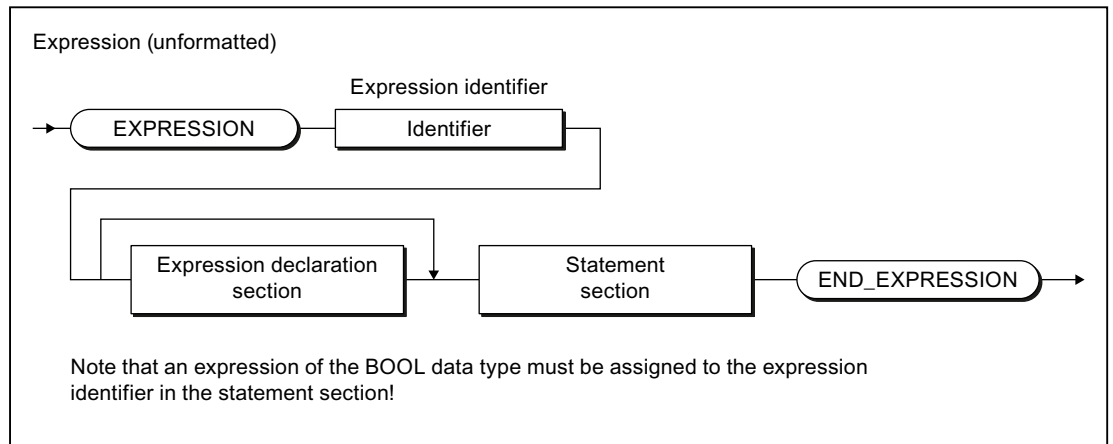 Expression (unformatted)
Expression identifier
EXPRESSION
Identifier
Expression declaration
section
Statement
section
END_EXPRESSION
Note that an expression of the BOOL data type must be assigned to the expression
identifier in the statement section!